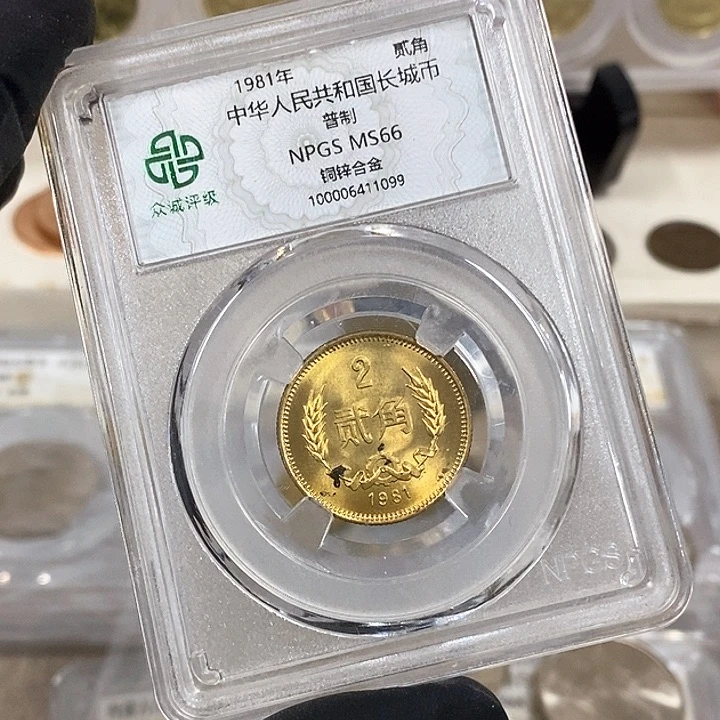 1981年 贰角
中华人民共和国长城币
普制
NPGS MS66
铜锌合金
100006411099
众诚评级
2
贰角
1981
NPGS